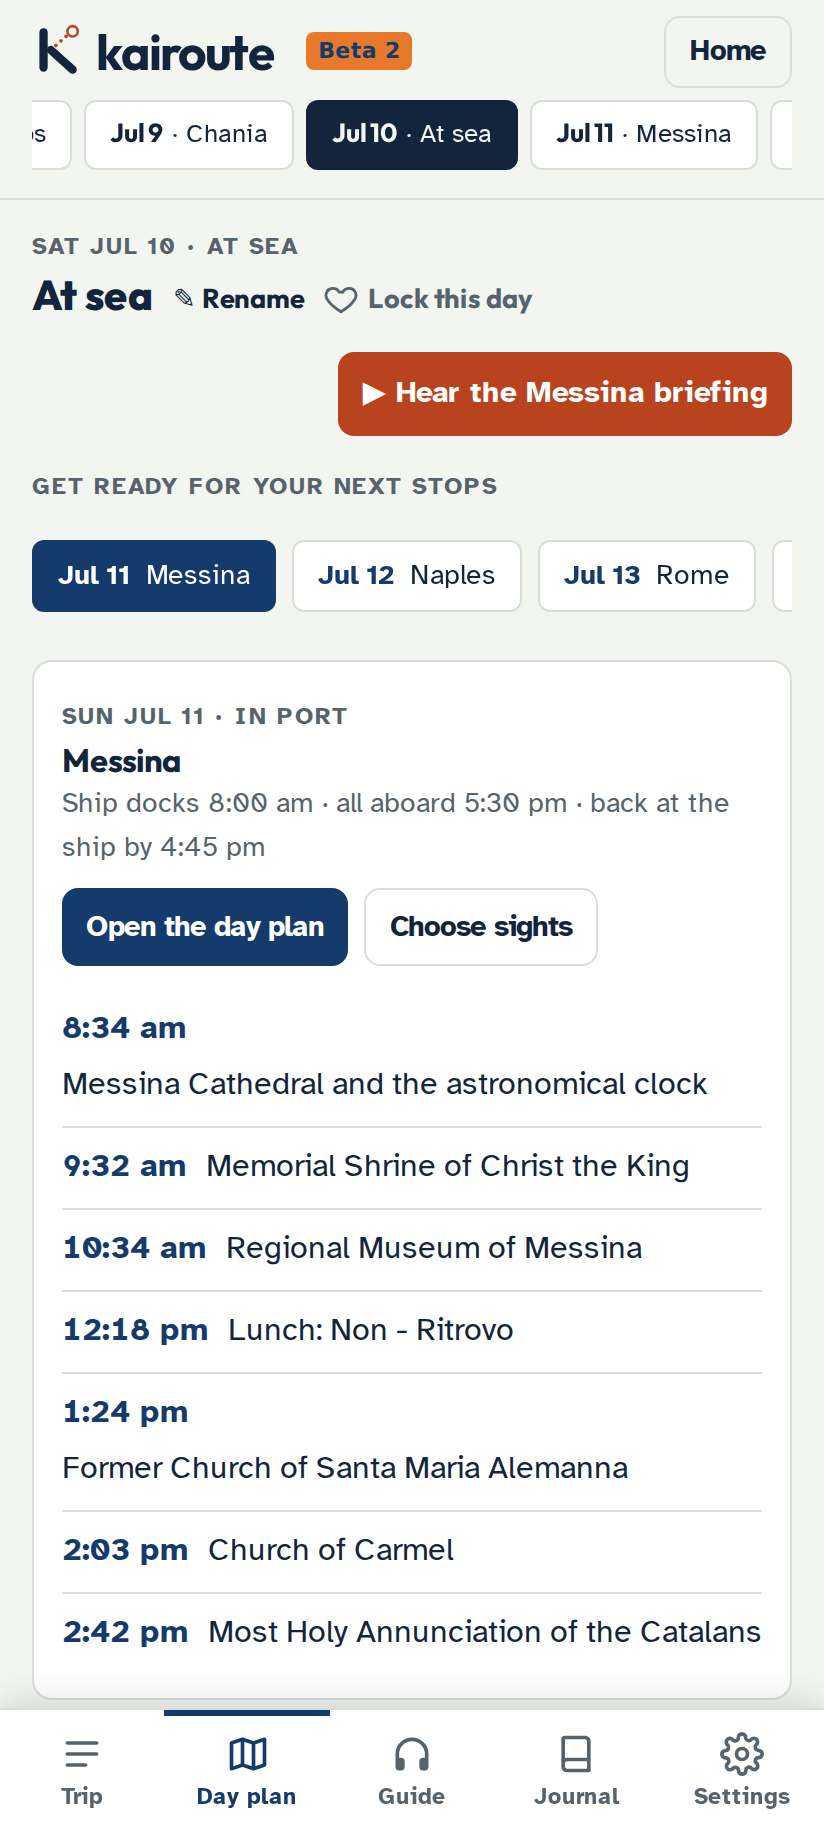 kairoute Beta 2 Home
Jul 9 · Chania Jul 10 · At sea Jul 11 · Messina
SAT JUL 10 · AT SEA
At sea ✎ Rename Lock this day
▶ Hear the Messina briefing
GET READY FOR YOUR NEXT STOPS
Jul 11 Messina Jul 12 Naples Jul 13 Rome
SUN JUL 11 · IN PORT
Messina
Ship docks 8:00 am · all aboard 5:30 pm · back at the
ship by 4:45 pm
Open the day plan Choose sights
8:34 am
Messina Cathedral and the astronomical clock
9:32 am Memorial Shrine of Christ the King
10:34 am Regional Museum of Messina
12:18 pm Lunch: Non - Ritrovo
1:24 pm
Former Church of Santa Maria Alemanna
2:03 pm Church of Carmel
2:42 pm Most Holy Annunciation of the Catalans
Trip Day plan Guide Journal Settings